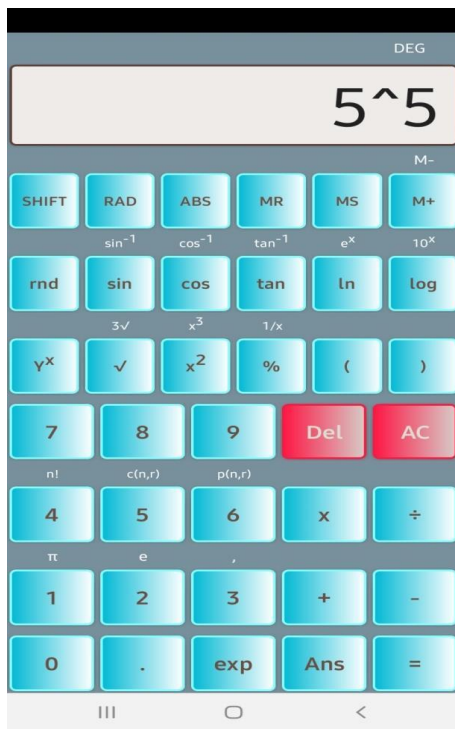 DEG
5^5
M-
SHIFT RAD ABS MR MS M+
sin⁻¹ cos⁻¹ tan⁻¹ eˣ 10ˣ
rnd sin cos tan ln log
3√ x³ 1/x
Yˣ √ x² % ( )
7 8 9 Del AC
n! c(n,r) p(n,r)
4 5 6 x ÷
π e ,
1 2 3 + -
0 . exp Ans =